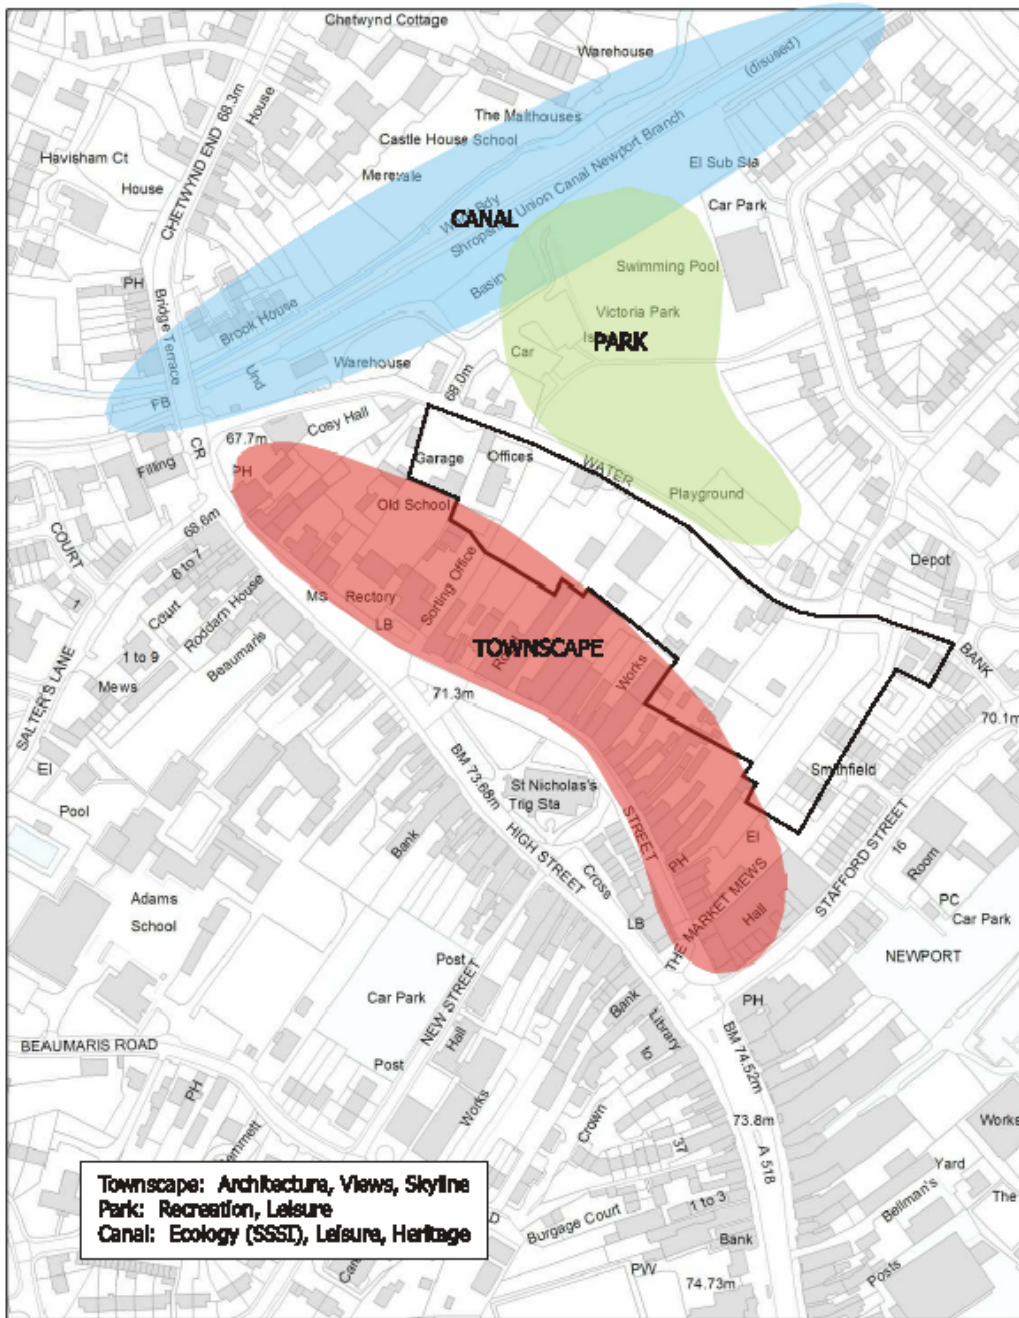 Chetwynd Cottage
Warehouse
(disused)
CHETWYND END 68.3m
House
The Malthouses
Castle House School
Havisham Ct
House
Merevale
El Sub Sta
Car Park
CANAL
Shropshire Union Canal Newport Branch
Swimming Pool
PH
Basin
Victoria Park
Bridge Terrace
Brook House
PARK
Warehouse
Car
Und
68.0m
FB
Cosy Hall
CR
67.7m
Filling
PH
Garage
Offices
WATER
Playground
Old School
68.6m
COURT
6 to 7
Depot
Sorting Office
MS
Rectory
LB
Court
Roddam House
1 to 9
Beaumaris
TOWNSCAPE
Works
BANK
Mews
SALTER'S LANE
71.3m
70.1m
BM 73.68m
El
Smithfield
St Nicholas's
Trig Sta
Pool
STREET
El
HIGH STREET
Bank
PH
STAFFORD STREET
16
Room
Cross
THE MARKET MEWS
Hall
Adams
School
PC
Car Park
LB
NEWPORT
Post
NEW STREET
Car Park
Hall
Bank
PH
Library
to
BM 74.52m
BEAUMARIS ROAD
Post
PH
Works
Crown
37
73.8m
A 518
Works
Yard
The
Bellman's
Townscape: Architecture, Views, Skyline
Park: Recreation, Leisure
Canal: Ecology (SSSI), Leisure, Heritage
D
Burgage Court
1 to 3
Bank
PW
74.73m
Posts